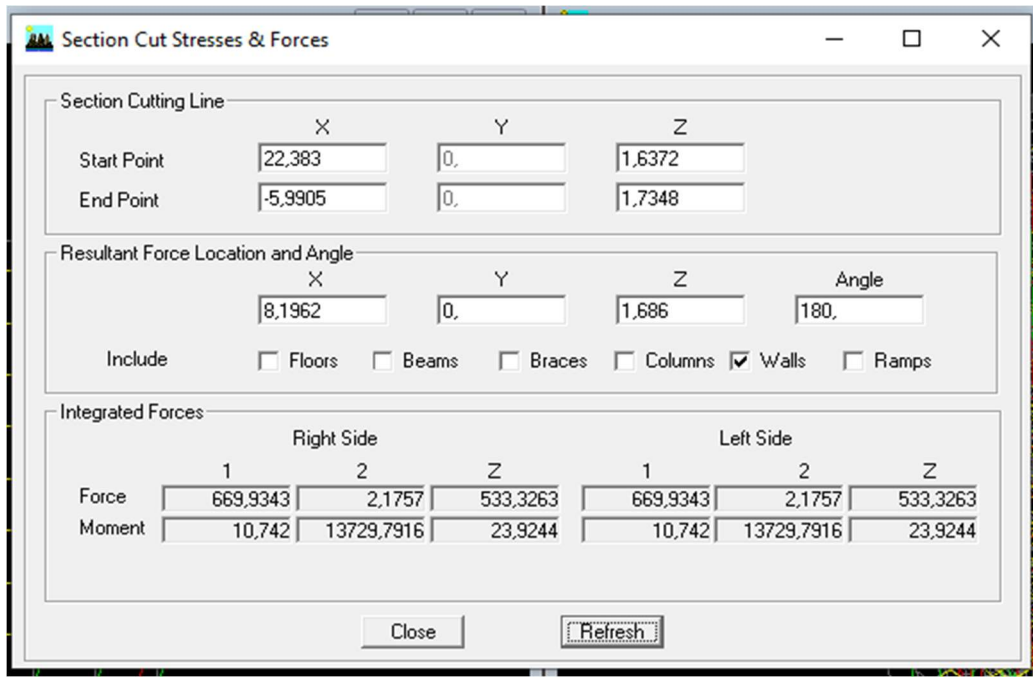 Section Cut Stresses & Forces
Section Cutting Line
X Y Z
Start Point 22,383 0, 1,6372
End Point -5,9905 0, 1,7348
Resultant Force Location and Angle
X Y Z Angle
8,1962 0, 1,686 180,
Include Floors Beams Braces Columns Walls Ramps
Integrated Forces
Right Side Left Side
1 2 Z 1 2 Z
Force 669,9343 2,1757 533,3263 669,9343 2,1757 533,3263
Moment 10,742 13729,7916 23,9244 10,742 13729,7916 23,9244
Close Refresh